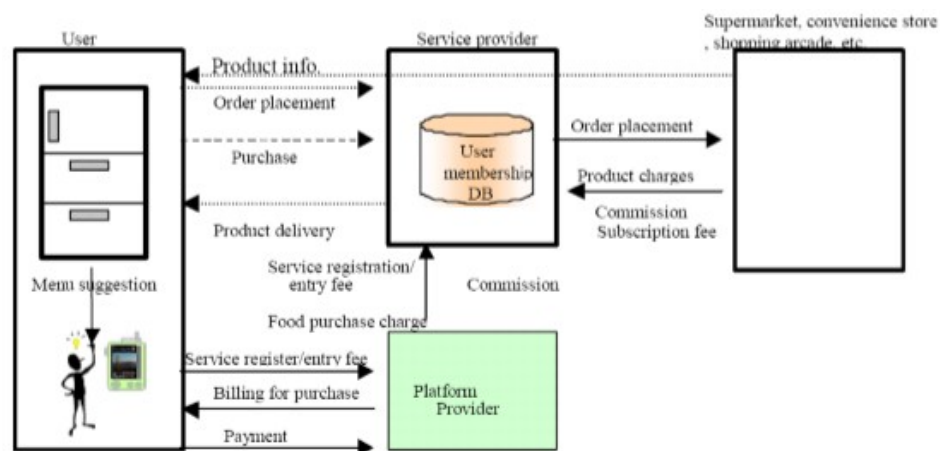 Supermarket, convenience store
, shopping arcade, etc
User
Service provider
Product info.
Order placement
Purchase
Product delivery
User
membership
DB
Order placement
Product charges
Commission
Subscription fee
Menu suggestion
Service registration/
entry fee
Commission
Food purchase charge
Service register/entry fee
Billing for purchase
Payment
Platform
Provider